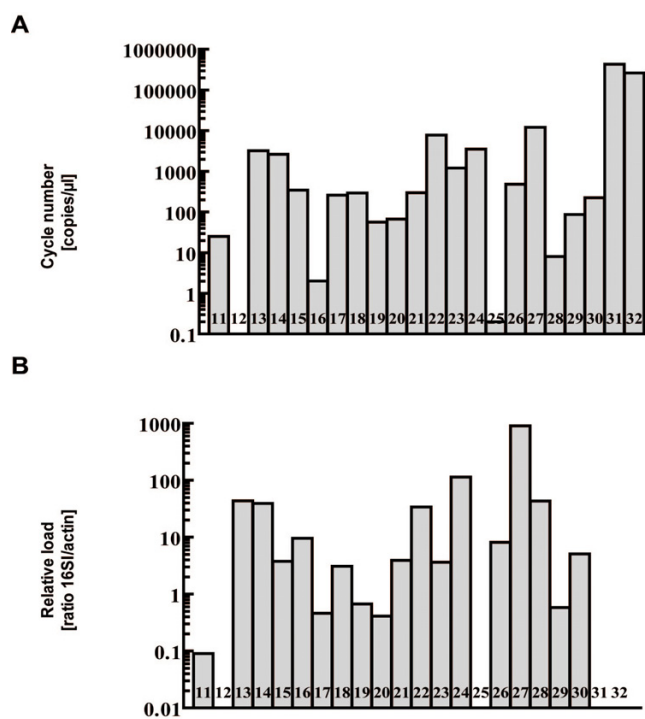 A
1000000
100000
10000
1000
100
10
1
0.1
Cycle number
[copies/µl]
11 12 13 14 15 16 17 18 19 20 21 22 23 24 25 26 27 28 29 30 31 32
B
1000
100
10
1
0.1
0.01
Relative load
[ratio 16SI/actin]
11 12 13 14 15 16 17 18 19 20 21 22 23 24 25 26 27 28 29 30 31 32